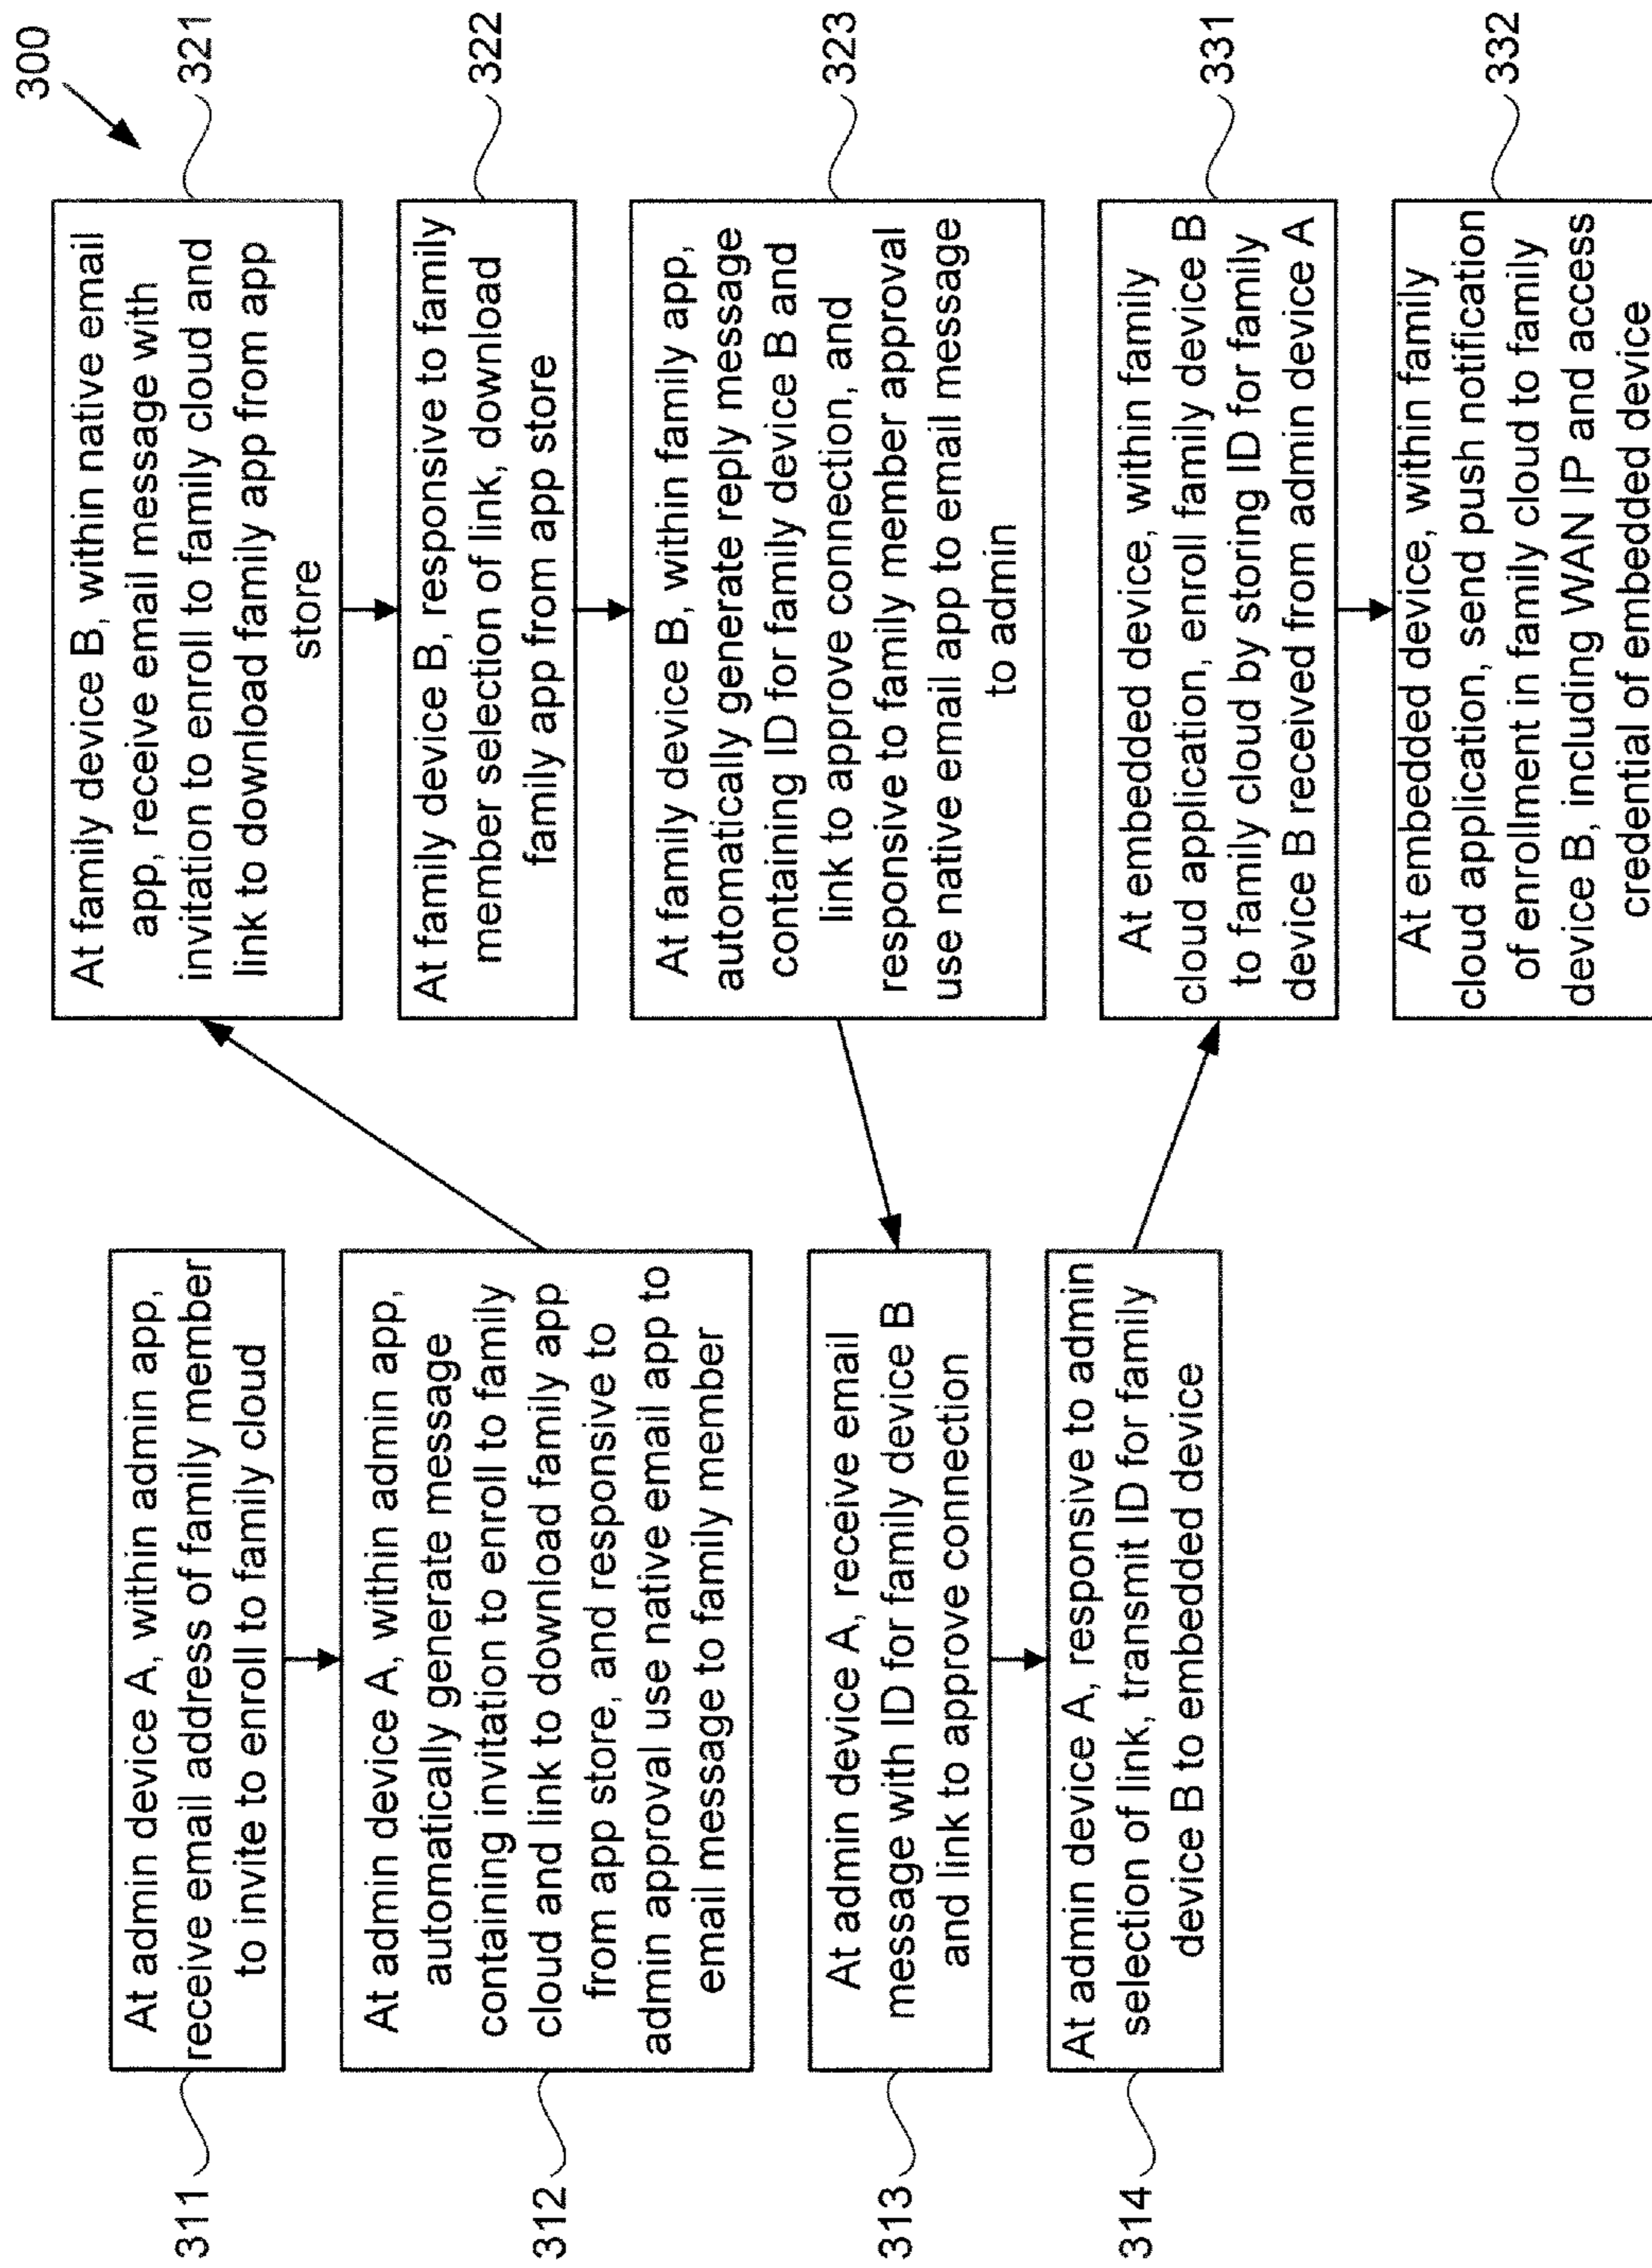 300
311
At admin device A, within admin app,
receive email address of family member
to invite to enroll to family cloud
312
At admin device A, within admin app,
automatically generate message
containing invitation to enroll to family
cloud and link to download family app
from app store, and responsive to
admin approval use native email app to
email message to family member
313
At admin device A, receive email
message with ID for family device B
and link to approve connection
314
At admin device A, responsive to admin
selection of link, transmit ID for family
device B to embedded device
321
At family device B, within native email
app, receive email message with
invitation to enroll to family cloud and
link to download family app from app
store
322
At family device B, responsive to family
member selection of link, download
family app from app store
323
At family device B, within family app,
automatically generate reply message
containing ID for family device B and
link to approve connection, and
responsive to family member approval
use native email app to email message
to admin
331
At embedded device, within family
cloud application, enroll family device B
to family cloud by storing ID for family
device B received from admin device A
332
At embedded device, within family
cloud application, send push notification
of enrollment in family cloud to family
device B, including WAN IP and access
credential of embedded device